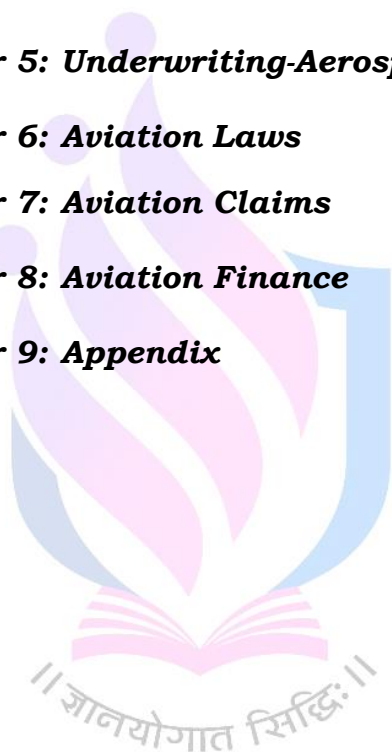 r 5: Underwriting-Aerosp
r 6: Aviation Laws
r 7: Aviation Claims
r 8: Aviation Finance
r 9: Appendix
॥ ज्ञानयोगात सिद्धिः॥